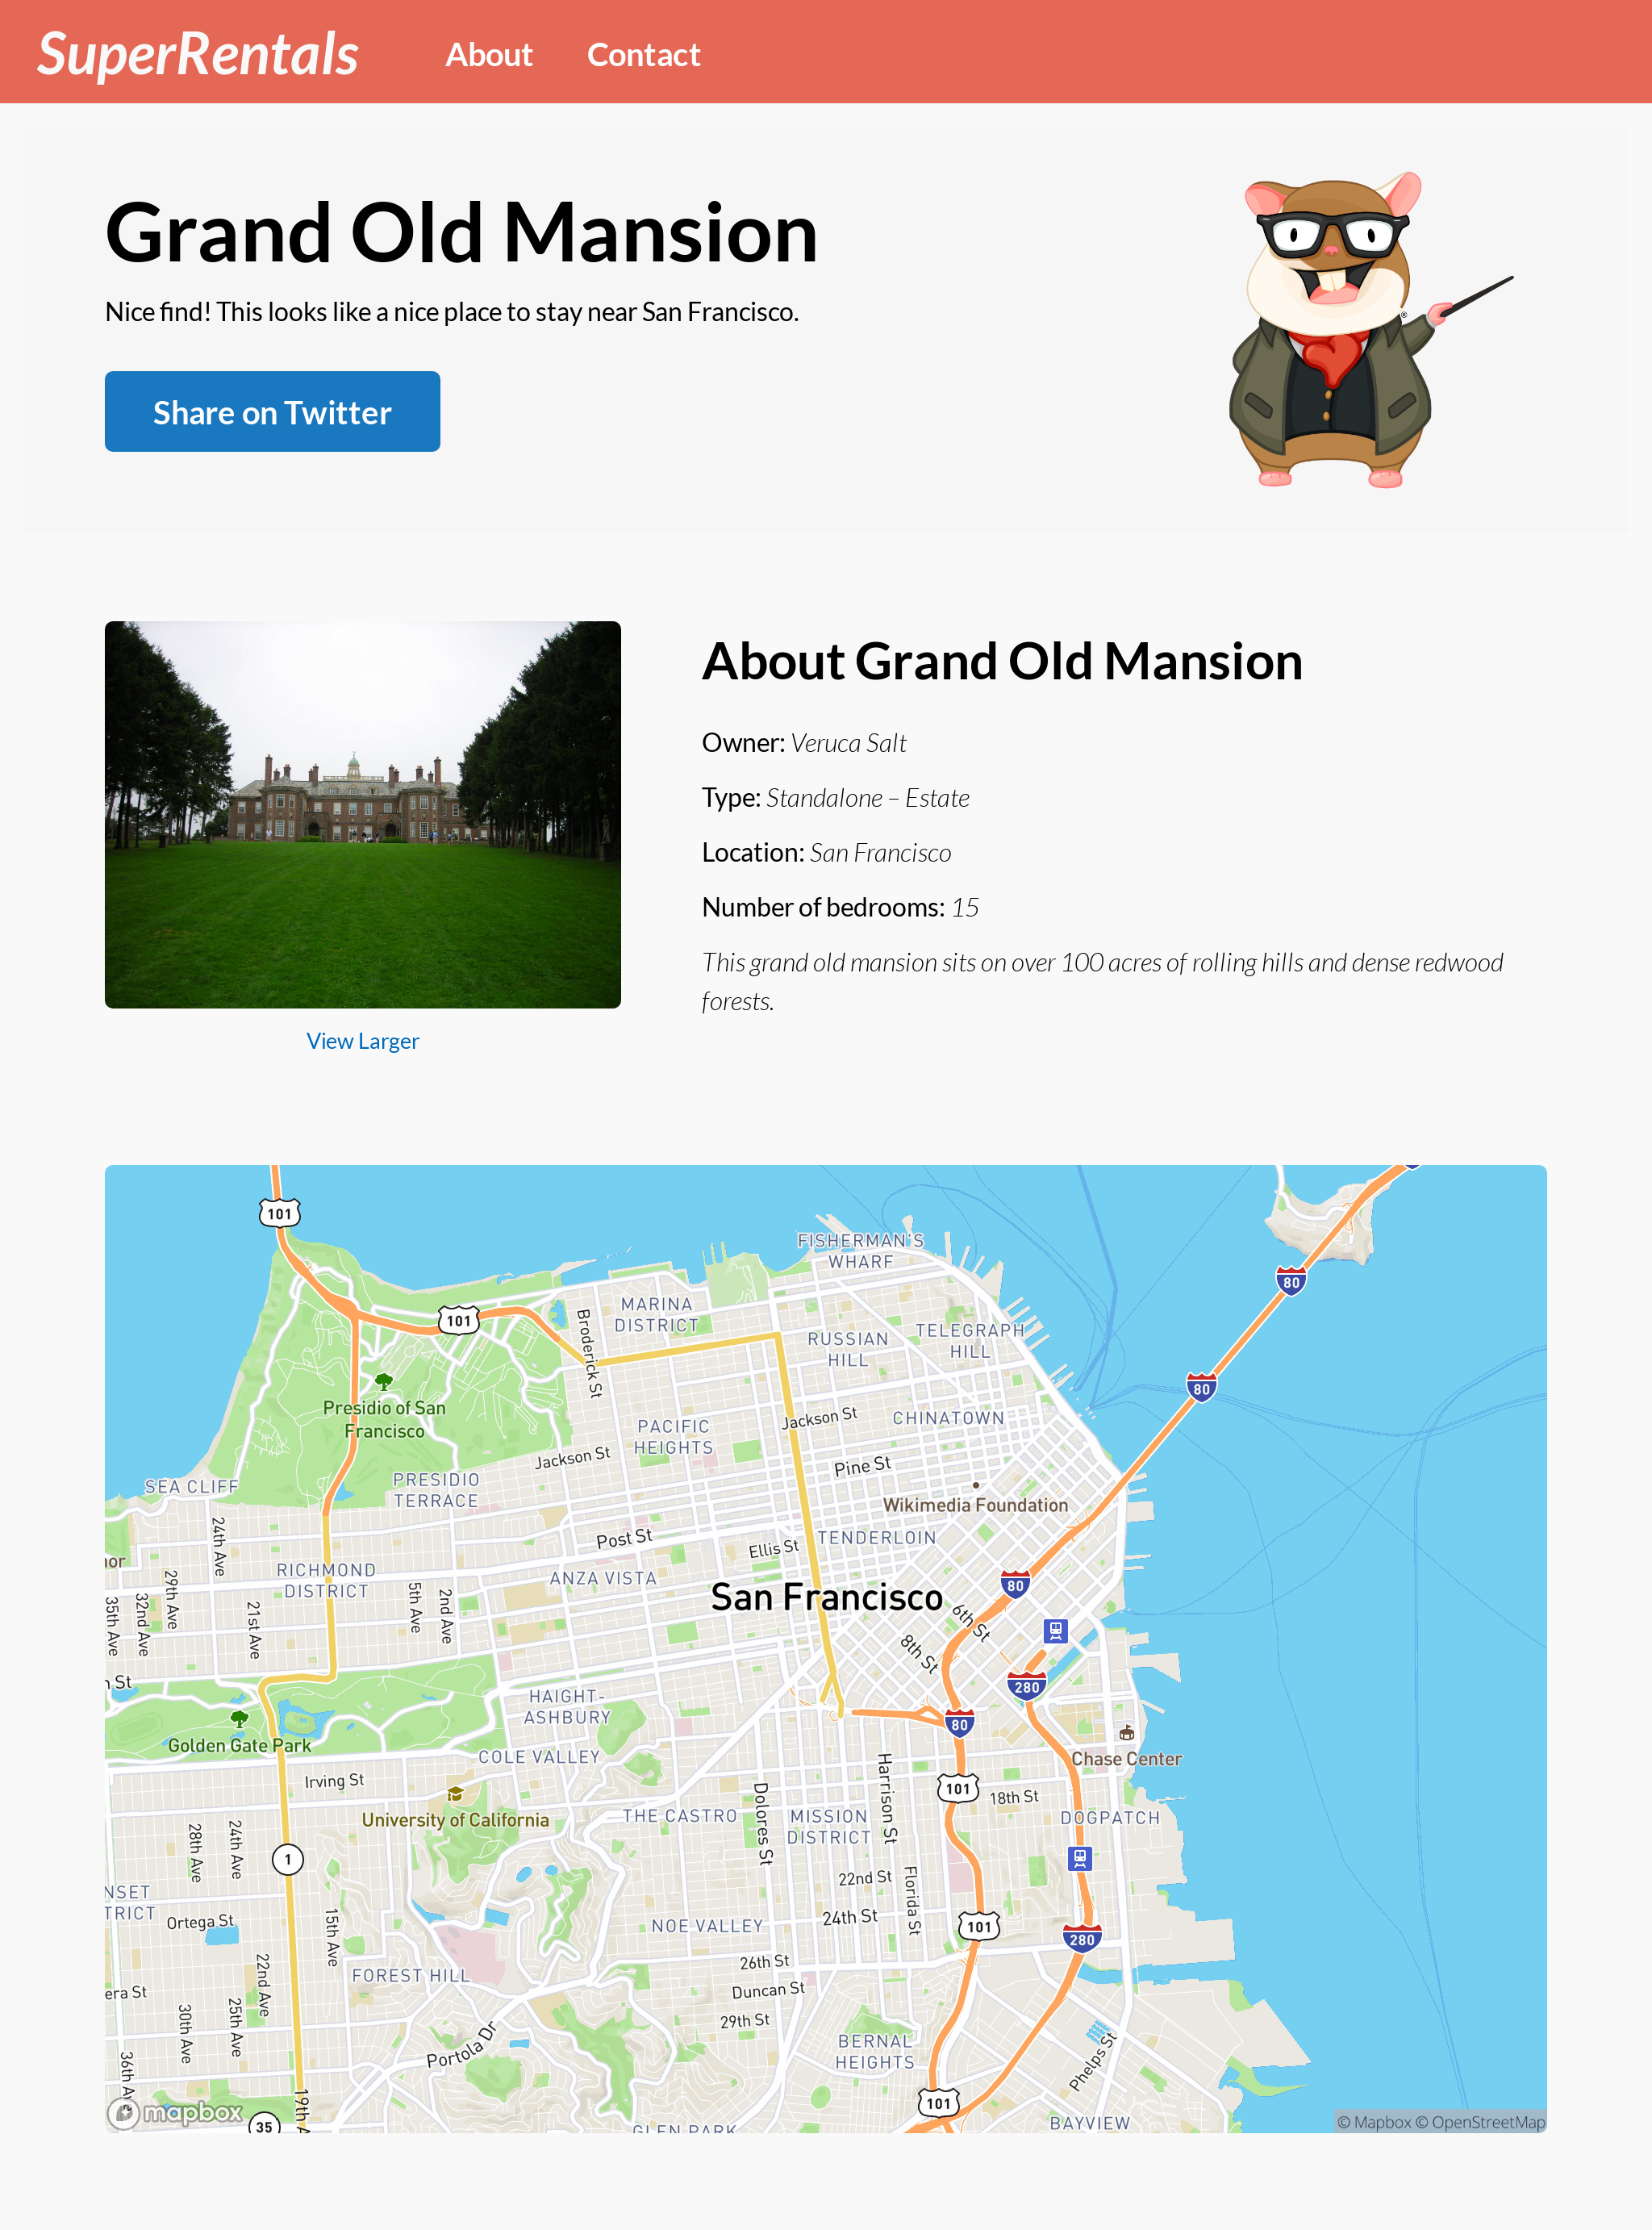 SuperRentals
About
Contact
Grand Old Mansion
Nice find! This looks like a nice place to stay near San Francisco.
Share on Twitter
®
About Grand Old Mansion
Owner: Veruca Salt
Type: Standalone – Estate
Location: San Francisco
Number of bedrooms: 15
This grand old mansion sits on over 100 acres of rolling hills and dense redwood
forests.
View Larger
101
FISHERMAN'S
WHARF
80
101
MARINA
DISTRICT
Broderick St
RUSSIAN
HILL
TELEGRAPH
HILL
80
Presidio of San
Francisco
PACIFIC
HEIGHTS
Jackson St
CHINATOWN
Jackson St
Pine St
SEA CLIFF
PRESIDIO
TERRACE
Wikimedia Foundation
24th Ave
Post St
Ellis St
TENDERLOIN
RICHMOND
DISTRICT
ANZA VISTA
San Francisco
80
35th Ave
32nd Ave
29th Ave
21st Ave
5th Ave
2nd Ave
6th St
8th St
280
St
HAIGHT-
ASHBURY
80
Golden Gate Park
COLE VALLEY
Chase Center
Irving St
101
18th St
University of California
THE CASTRO
Dolores St
MISSION
DISTRICT
Harrison St
DOGPATCH
28th Ave
24th Ave
1
22nd St
Florida St
NSET
TRICT
Ortega St
15th Ave
NOE VALLEY
24th St
101
280
22nd Ave
FOREST HILL
26th St
Duncan St
era St
30th Ave
25th Ave
29th St
Portola Dr
BERNAL
HEIGHTS
Phelps St
36th Av
19th A
101
mapbox
35
GLEN PARK
BAYVIEW
© Mapbox © OpenStreetMap